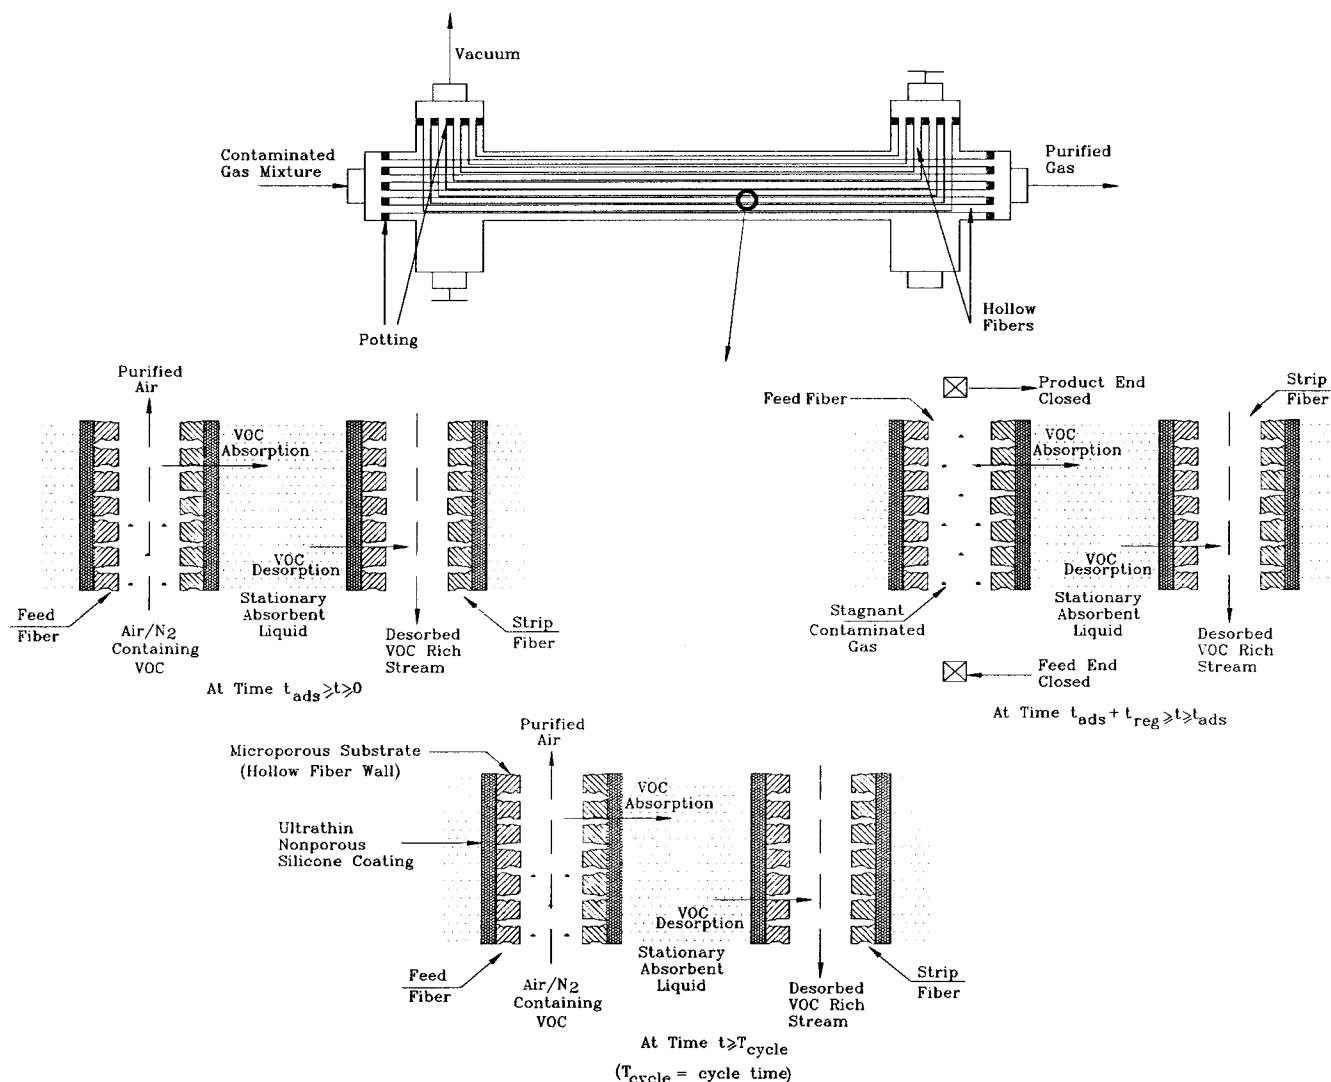 Vacuum
Contaminated
Gas Mixture
Purified
Gas
Potting
Hollow
Fibers
Purified
Air
VOC
Absorption
VOC
Desorption
Feed
Fiber
Air/N2
Containing
VOC
Stationary
Absorbent
Liquid
Desorbed
VOC Rich
Stream
Strip
Fiber
At Time tads⩾t⩾0
Feed Fiber
Product End
Closed
Strip
Fiber
VOC
Absorption
VOC
Desorption
Stagnant
Contaminated
Gas
Stationary
Absorbent
Liquid
Desorbed
VOC Rich
Stream
Feed End
Closed
At Time tads + treg⩾t⩾tads
Purified
Air
Microporous Substrate
(Hollow Fiber Wall)
VOC
Absorption
Ultrathin
Nonporous
Silicone Coating
VOC
Desorption
Feed
Fiber
Air/N2
Containing
VOC
Stationary
Absorbent
Liquid
Desorbed
VOC Rich
Stream
Strip
Fiber
At Time t⩾Tcycle
(Tcycle = cycle time)